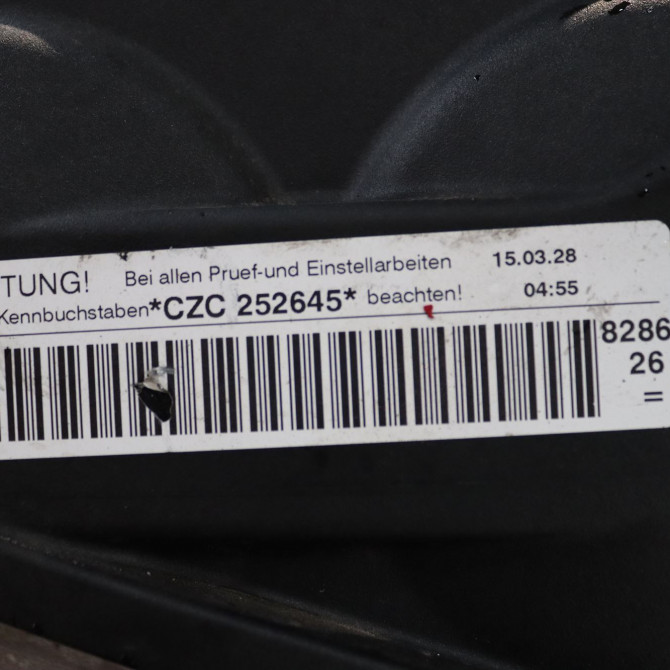 TUNG! Bei allen Pruef-und Einstellarbeiten 15.03.28
Kennbuchstaben *CZC 252645* beachten! 04:55
8286
26
=